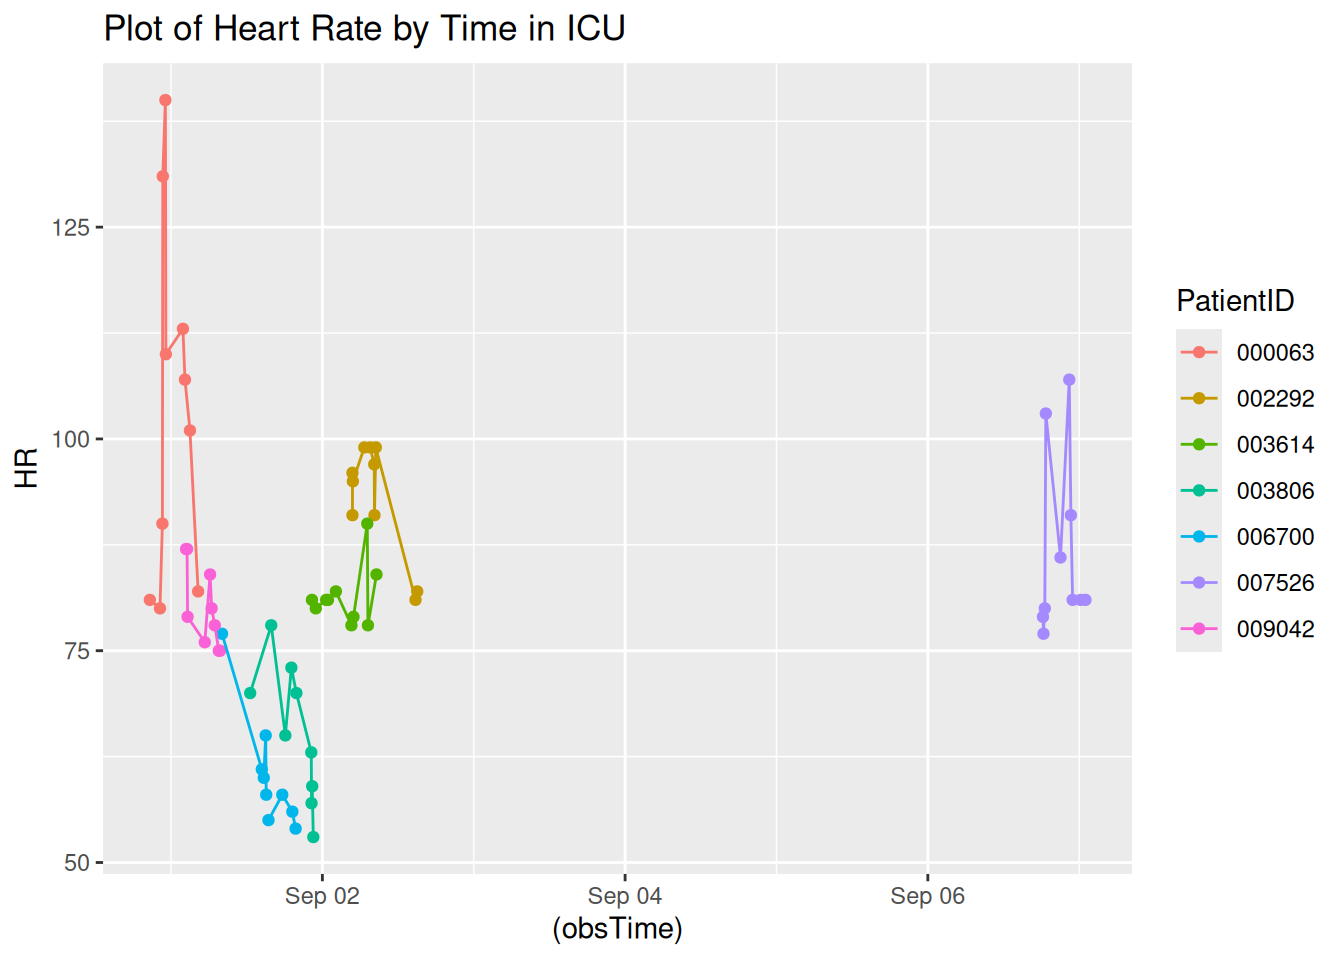 Plot of Heart Rate by Time in ICU
125
100
75
50
HR
Sep 02
Sep 04
Sep 06
(obsTime)
PatientID
000063
002292
003614
003806
006700
007526
009042